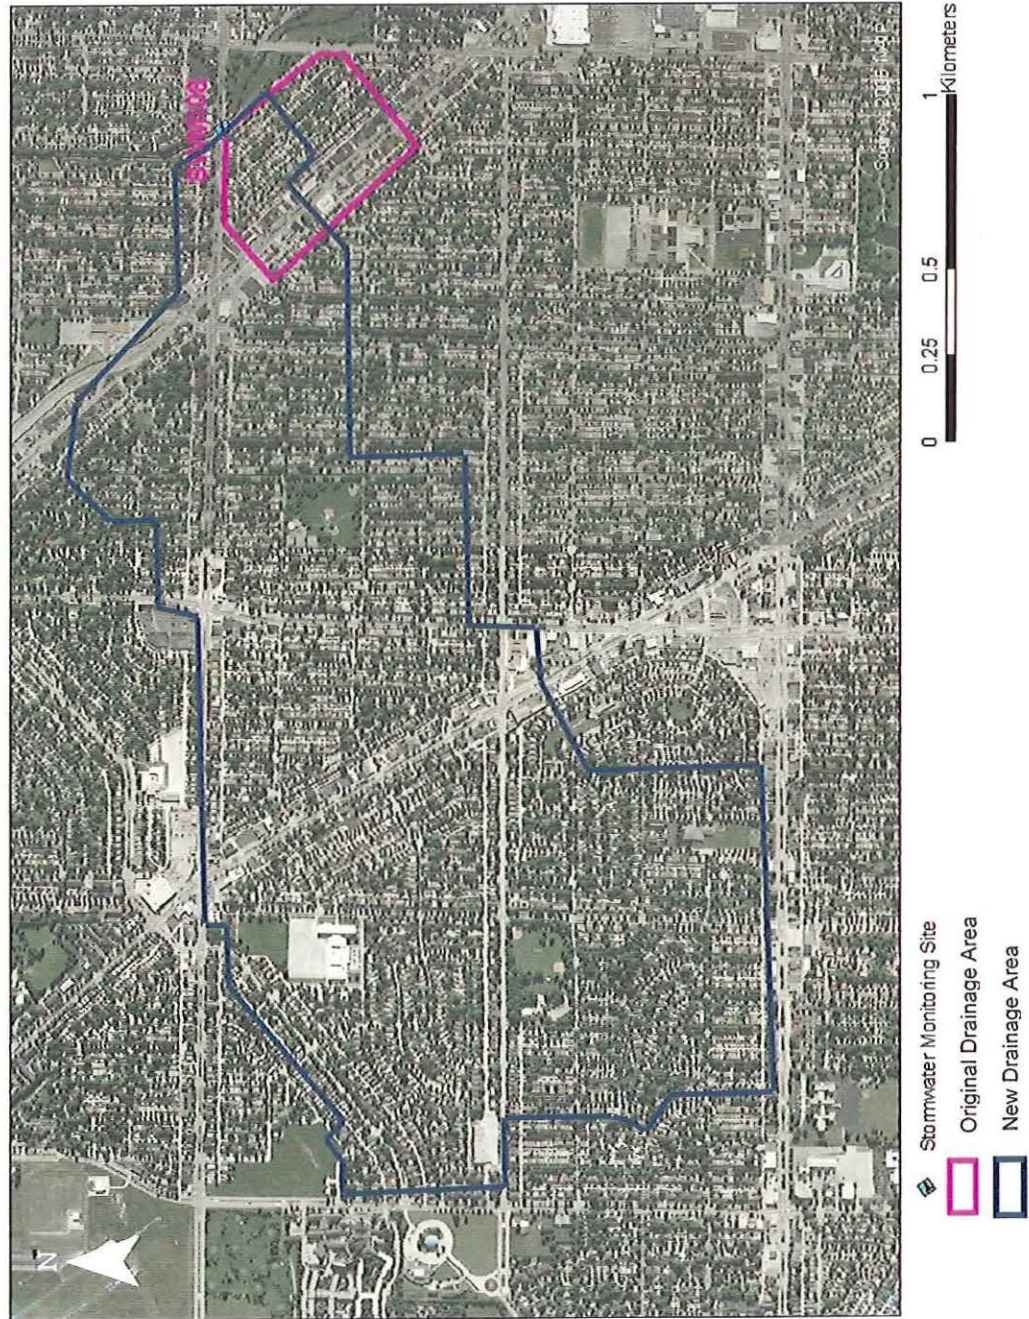 N
Stormwater Monitoring Site
Original Drainage Area
New Drainage Area
0 0.25 0.5 1
Kilometers